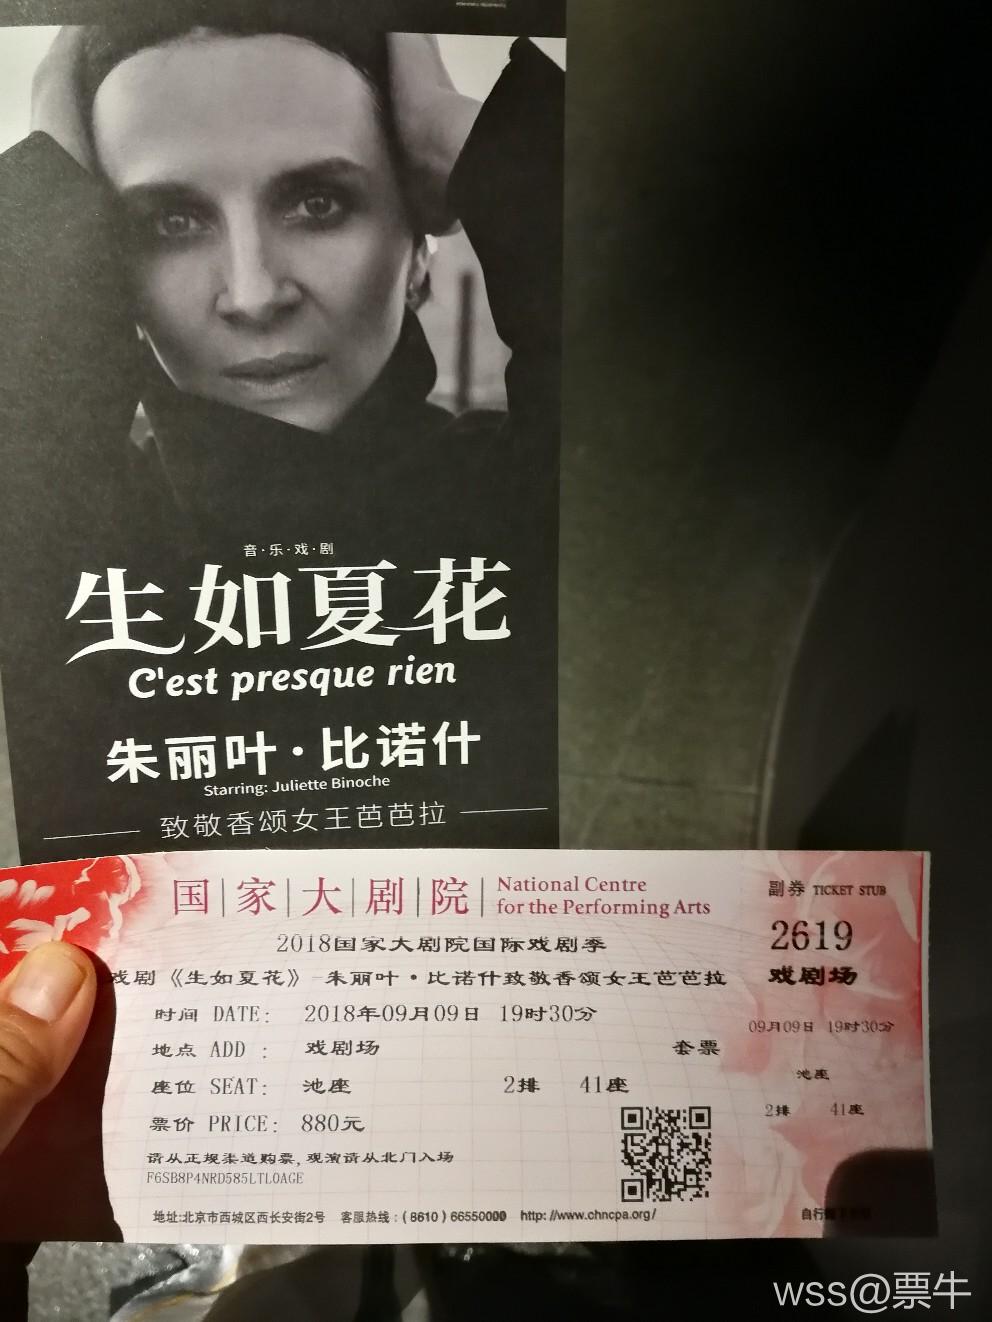 音·乐·戏·剧
生如夏花
C'est presque rien
朱丽叶·比诺什
Starring: Juliette Binoche
致敬香颂女王芭芭拉
国家大剧院 National Centre for the Performing Arts
2018国家大剧院国际戏剧季
戏剧《生如夏花》-朱丽叶·比诺什致敬香颂女王芭芭拉
时间 DATE: 2018年09月09日 19时30分
地点 ADD : 戏剧场 套票
座位 SEAT: 池座 2排 41座
票价 PRICE: 880元
请从正规渠道购票,观演请从北门入场
F6SB8P4NRD585LTLOAGE
地址:北京市西城区西长安街2号 客服热线:(8610) 66550000 http://www.chncpa.org/
副券 TICKET STUB
2619
戏剧场
09月09日 19时30分
池座
2排 41座
自行
wss@票牛